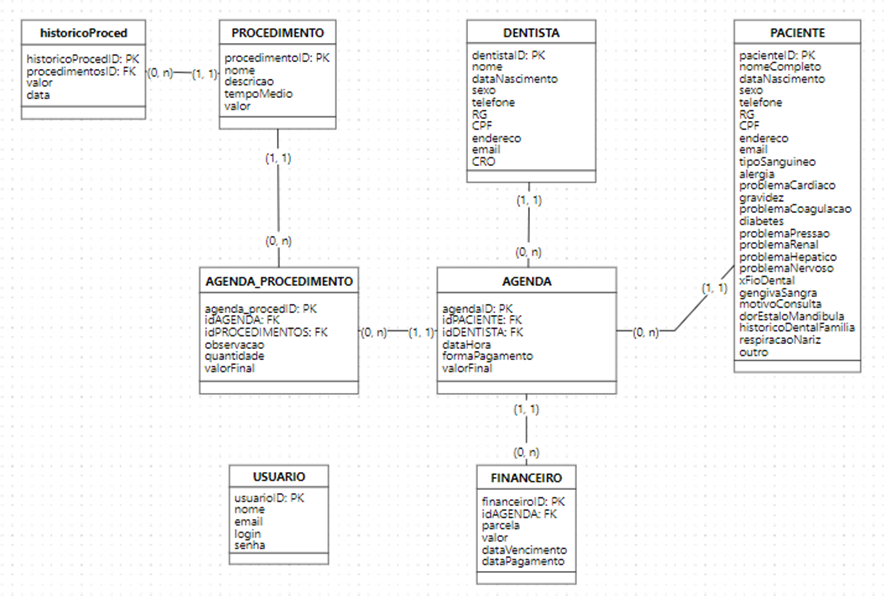 historicoProced
historicoProcedID: PK
procedimentosID: FK
valor
data
(0, n)
(1, 1)
PROCEDIMENTO
procedimentoID: PK
nome
descricao
tempoMedio
valor
(1, 1)
(0, n)
DENTISTA
dentistaID: PK
nome
dataNascimento
sexo
telefone
RG
CPF
endereco
email
CRO
(1, 1)
(0, n)
PACIENTE
pacienteID: PK
nomeCompleto
dataNascimento
sexo
telefone
RG
CPF
endereco
email
tipoSanguineo
alergia
problemaCardiaco
gravidez
problemaCoagulacao
diabetes
problemaPressao
problemaRenal
problemaHepatico
problemaNervoso
xFioDental
gengivaSangra
motivoConsulta
dorEstaloMandibula
historicoDentalFamilia
respiracaoNariz
outro
(1, 1)
(0, n)
AGENDA_PROCEDIMENTO
agenda_procedID: PK
idAGENDA: FK
idPROCEDIMENTOS: FK
observacao
quantidade
valorFinal
(0, n)
(1, 1)
AGENDA
agendaID: PK
idPACIENTE: FK
idDENTISTA: FK
dataHora
formaPagamento
valorFinal
(1, 1)
(0, n)
USUARIO
usuarioID: PK
nome
email
login
senha
FINANCEIRO
financeiroID: PK
idAGENDA: FK
parcela
valor
dataVencimento
dataPagamento